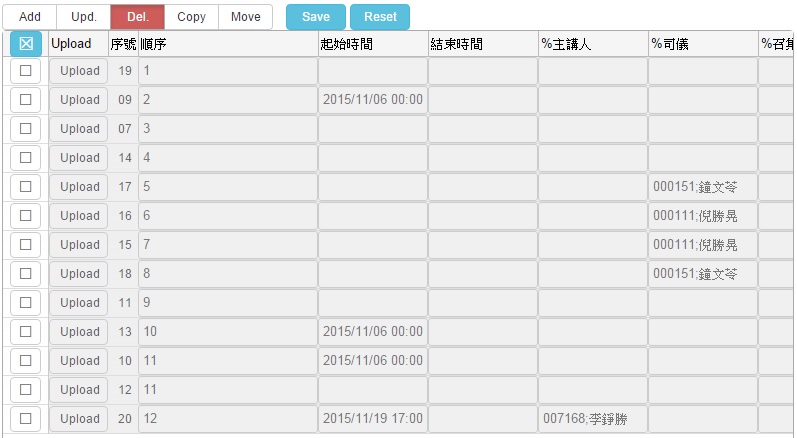 Add Upd. Del. Copy Move Save Reset
Upload 序號 順序 起始時間 結束時間 %主講人 %司儀 %召集
Upload 19 1
Upload 09 2 2015/11/06 00:00
Upload 07 3
Upload 14 4
Upload 17 5 000151;鐘文苓
Upload 16 6 000111;倪勝晃
Upload 15 7 000111;倪勝晃
Upload 18 8 000151;鐘文苓
Upload 11 9
Upload 13 10 2015/11/06 00:00
Upload 10 11 2015/11/06 00:00
Upload 12 11
Upload 20 12 2015/11/19 17:00 007168;李錚勝